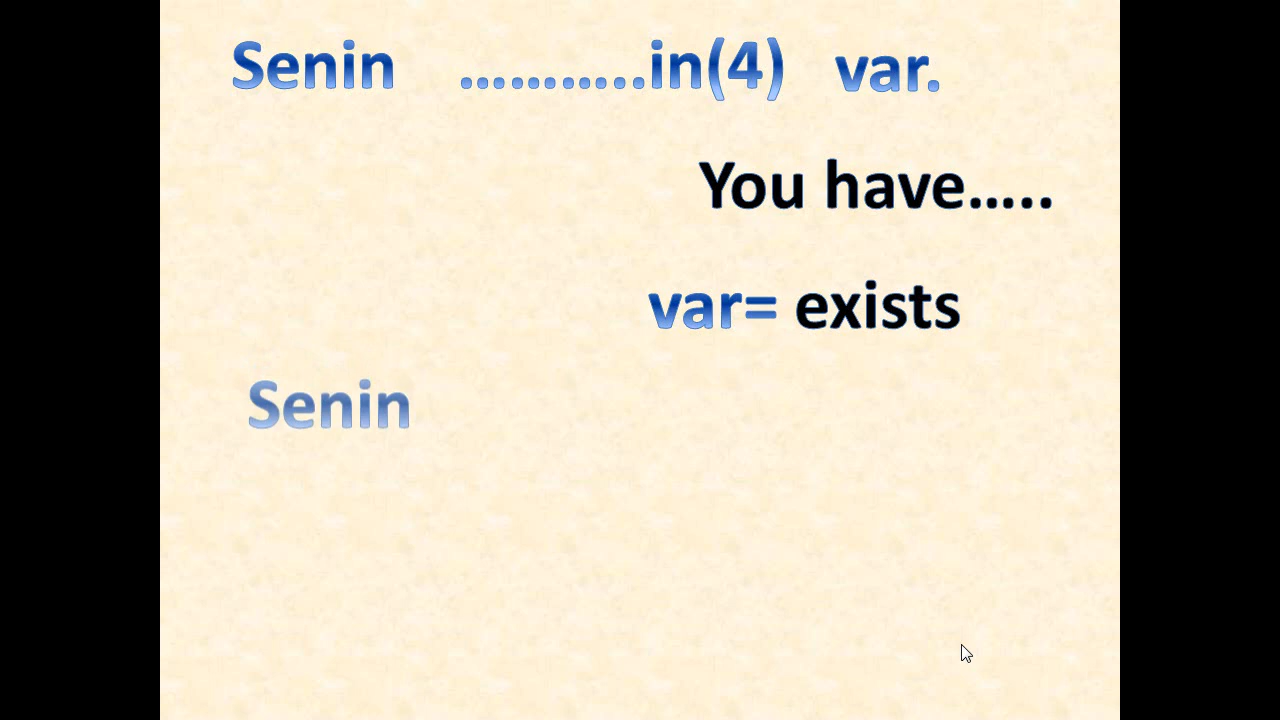 Senin ………..in(4) var.
You have…..
var= exists
Senin